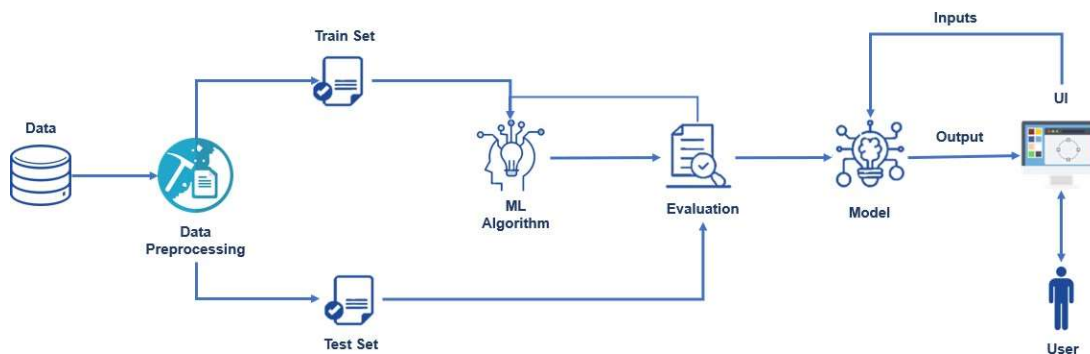 Inputs
Train Set
UI
Data
Output
ML
Algorithm
Evaluation
Model
Data
Preprocessing
Test Set
User